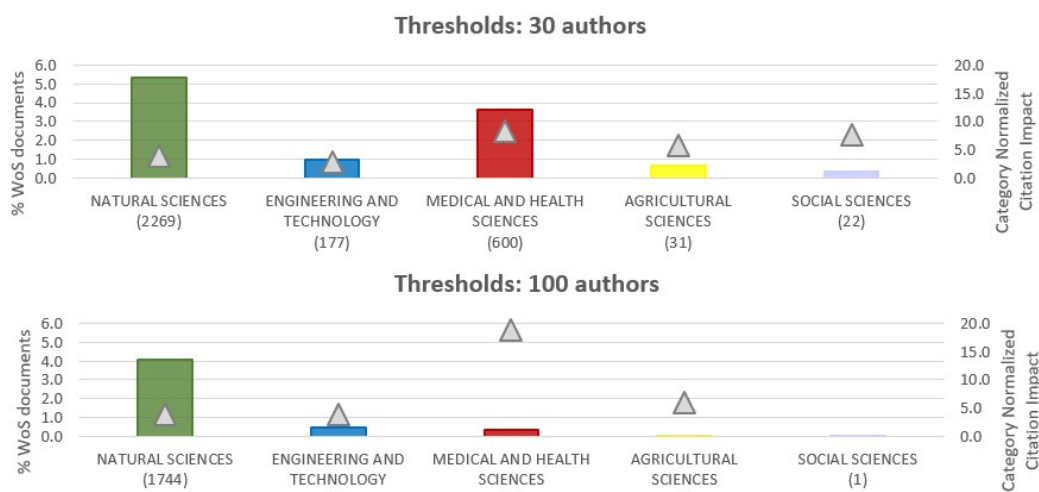 Thresholds: 30 authors
% WoS documents
6.0
5.0
4.0
3.0
2.0
1.0
0.0
20.0
15.0
10.0
5.0
0.0
Category Normalized
Citation Impact
NATURAL SCIENCES
(2269)
ENGINEERING AND
TECHNOLOGY
(177)
MEDICAL AND HEALTH
SCIENCES
(600)
AGRICULTURAL
SCIENCES
(31)
SOCIAL SCIENCES
(22)
Thresholds: 100 authors
% WoS documents
6.0
5.0
4.0
3.0
2.0
1.0
0.0
20.0
15.0
10.0
5.0
0.0
Category Normalized
Citation Impact
NATURAL SCIENCES
(1744)
ENGINEERING AND
TECHNOLOGY
MEDICAL AND HEALTH
SCIENCES
AGRICULTURAL
SCIENCES
SOCIAL SCIENCES
(1)